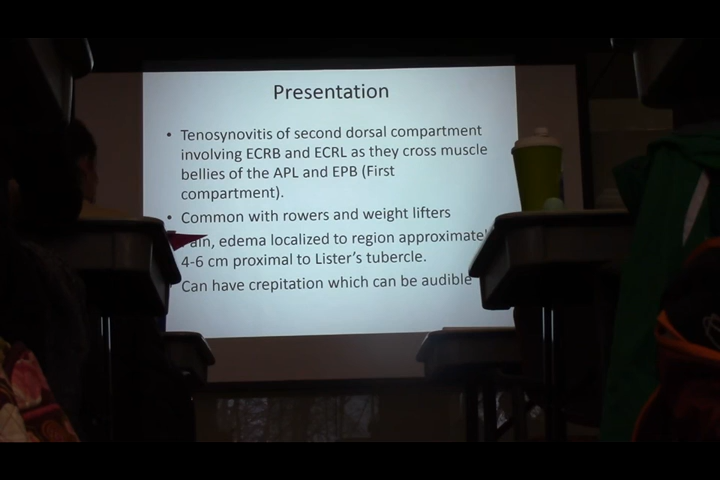 Presentation
• Tenosynovitis of second dorsal compartment
involving ECRB and ECRL as they cross muscle
bellies of the APL and EPB (First
compartment).
• Common with rowers and weight lifters
edema localized to region
4-6 cm proximal to Lister's tubercle.
• Can have crepitation which can be audible